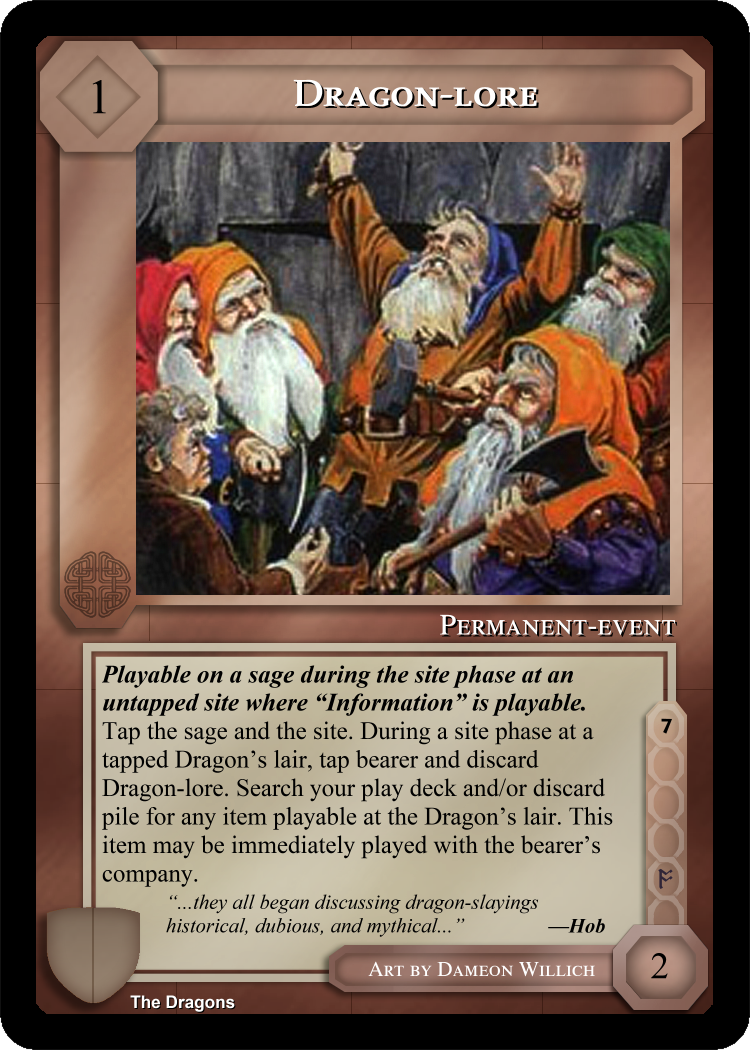 1
DRAGON-LORE
PERMANENT-EVENT
Playable on a sage during the site phase at an
untapped site where “Information” is playable.
Tap the sage and the site. During a site phase at a
tapped Dragon’s lair, tap bearer and discard
Dragon-lore. Search your play deck and/or discard
pile for any item playable at the Dragon’s lair. This
item may be immediately played with the bearer’s
company.
“...they all began discussing dragon-slayings
historical, dubious, and mythical...” —Hob
7
ᚩ
ART BY DAMEON WILLICH
2
The Dragons